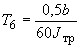 T_б = 0,5b / 60J_тр